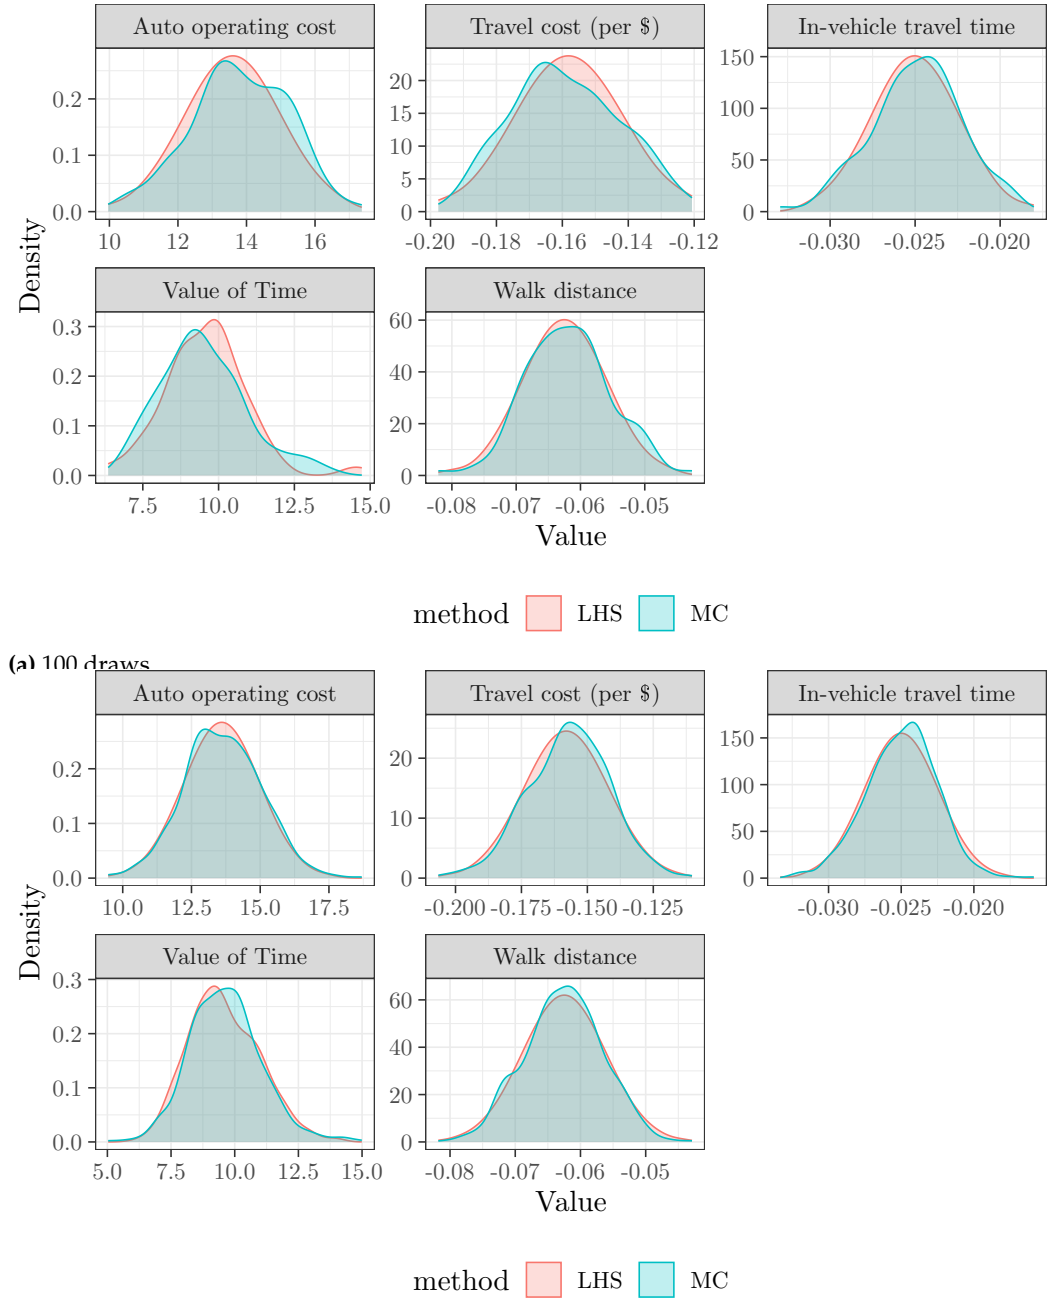 Auto operating cost
Travel cost (per $)
In-vehicle travel time
0.2
0.1
0.0
10 12 14 16
20
15
10
5
0
-0.20 -0.18 -0.16 -0.14 -0.12
150
100
50
0
-0.030 -0.025 -0.020
Density
Value of Time
Walk distance
0.3
0.2
0.1
0.0
7.5 10.0 12.5 15.0
60
40
20
0
-0.08 -0.07 -0.06 -0.05
Value
method LHS MC
(a) 100 draws
Auto operating cost
Travel cost (per $)
In-vehicle travel time
0.2
0.1
0.0
10.0 12.5 15.0 17.5
20
10
0
-0.200 -0.175 -0.150 -0.125
150
100
50
0
-0.030 -0.025 -0.020
Density
Value of Time
Walk distance
0.3
0.2
0.1
0.0
5.0 7.5 10.0 12.5 15.0
60
40
20
0
-0.08 -0.07 -0.06 -0.05
Value
method LHS MC